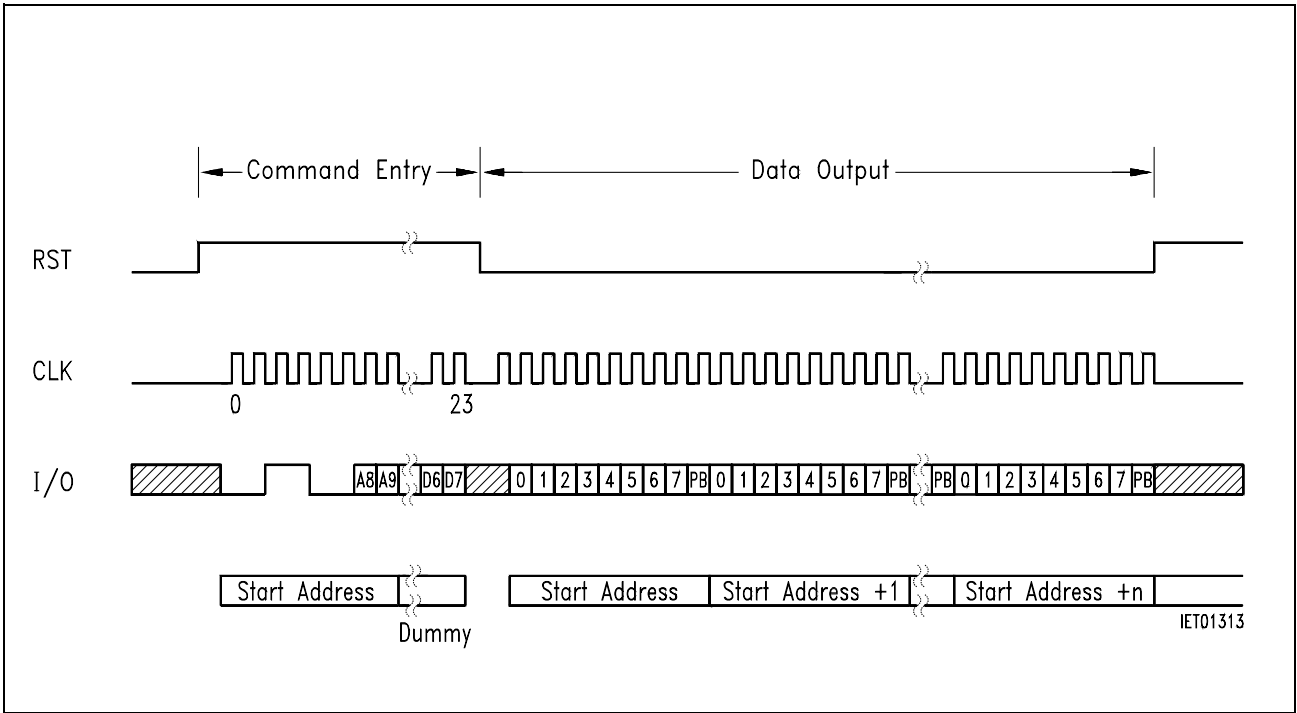 Command Entry Data Output
RST
CLK
0 23
I/O A8 A9 D6 D7 0 1 2 3 4 5 6 7 PB 0 1 2 3 4 5 6 7 PB PB 0 1 2 3 4 5 6 7 PB
Start Address Start Address Start Address +1 Start Address +n
Dummy IET01313